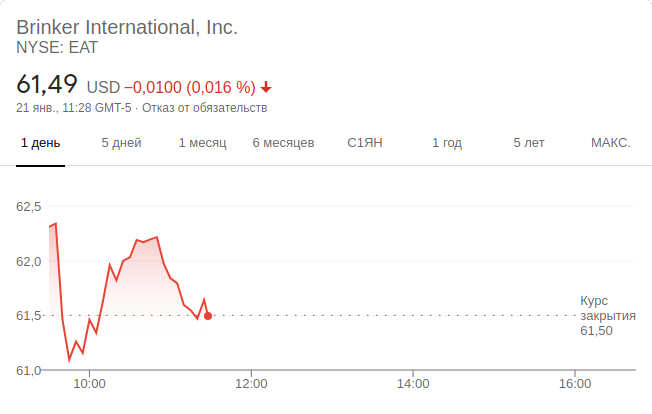 Brinker International, Inc.
NYSE: EAT
61,49 USD −0,0100 (0,016 %)
21 янв., 11:28 GMT-5 · Отказ от обязательств
1 день 5 дней 1 месяц 6 месяцев С1ЯН 1 год 5 лет МАКС.
62,5
62,0
Курс
61,5 закрытия
61,50
61,0
10:00 12:00 14:00 16:00